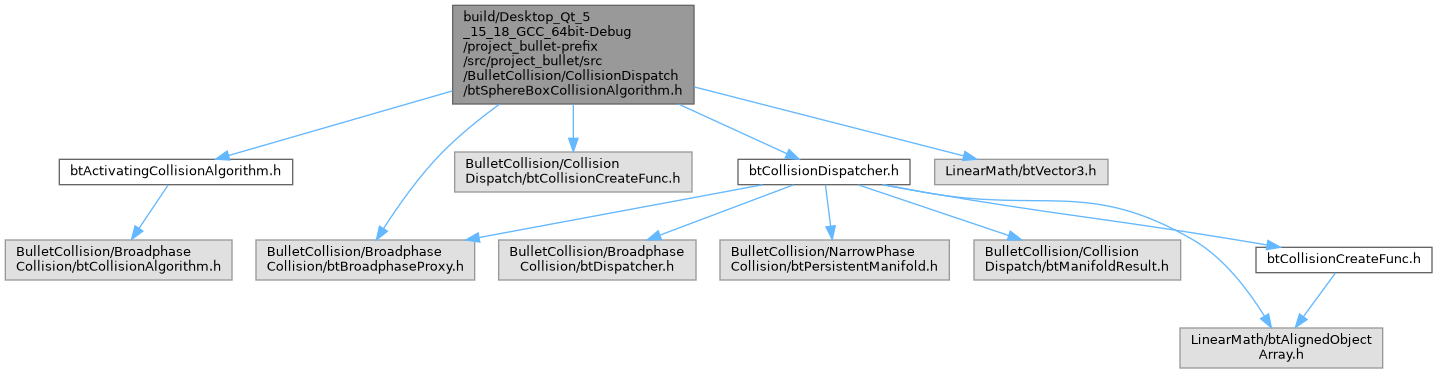 build/Desktop_Qt_5
_15_18_GCC_64bit-Debug
/project_bullet-prefix
/src/project_bullet/src
/BulletCollision/CollisionDispatch
/btSphereBoxCollisionAlgorithm.h
btActivatingCollisionAlgorithm.h
BulletCollision/Collision
Dispatch/btCollisionCreateFunc.h
btCollisionDispatcher.h
LinearMath/btVector3.h
BulletCollision/Broadphase
Collision/btCollisionAlgorithm.h
BulletCollision/Broadphase
Collision/btBroadphaseProxy.h
BulletCollision/Broadphase
Collision/btDispatcher.h
BulletCollision/NarrowPhase
Collision/btPersistentManifold.h
BulletCollision/Collision
Dispatch/btManifoldResult.h
btCollisionCreateFunc.h
LinearMath/btAlignedObject
Array.h